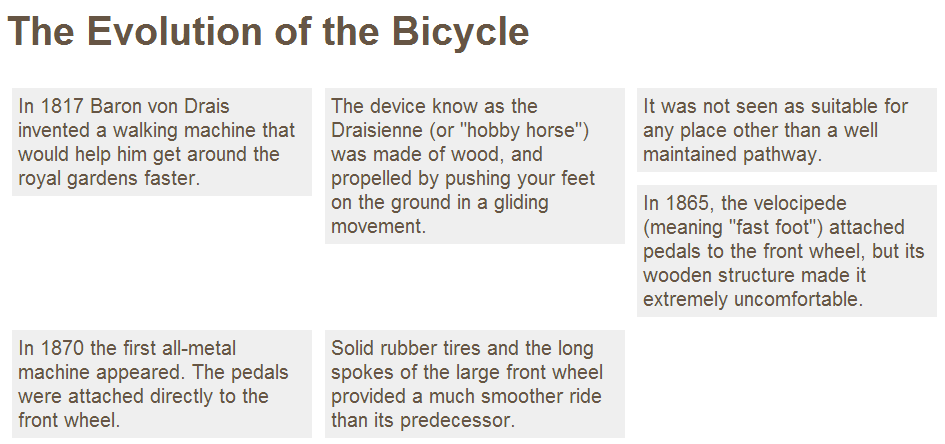 The Evolution of the Bicycle
In 1817 Baron von Drais
invented a walking machine that
would help him get around the
royal gardens faster.
The device know as the
Draisienne (or "hobby horse")
was made of wood, and
propelled by pushing your feet
on the ground in a gliding
movement.
It was not seen as suitable for
any place other than a well
maintained pathway.
In 1865, the velocipede
(meaning "fast foot") attached
pedals to the front wheel, but its
wooden structure made it
extremely uncomfortable.
In 1870 the first all-metal
machine appeared. The pedals
were attached directly to the
front wheel.
Solid rubber tires and the long
spokes of the large front wheel
provided a much smoother ride
than its predecessor.